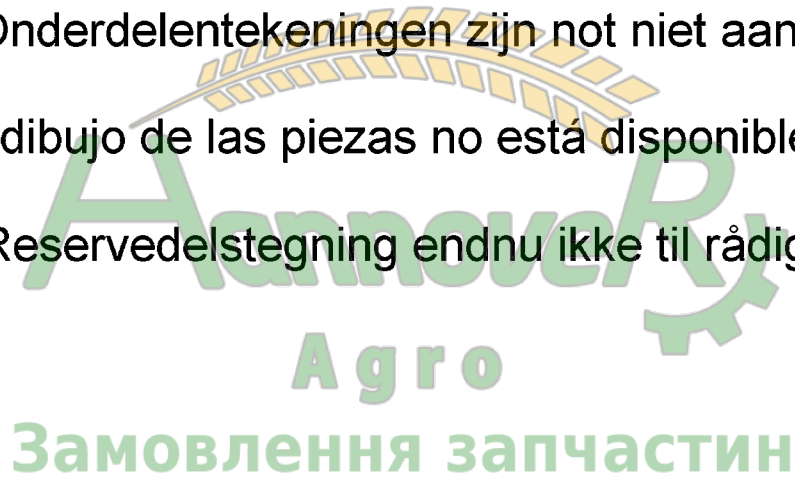 Onderdelentekeningen zijn not niet aan
dibujo de las piezas no está disponible
Reservedelstegning endnu ikke til rådig
HannoveR
Agro
Замовлення запчастин